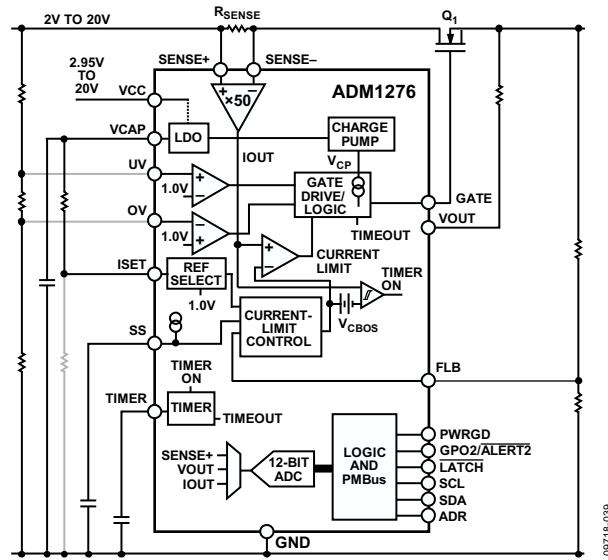 RSENSE
Q1
2V TO 20V
SENSE+
SENSE–
2.95V
TO
20V
VCC
ADM1276
×50
VCAP
LDO
CHARGE
PUMP
IOUT
VCP
UV
1.0V
GATE
DRIVE/
LOGIC
GATE
VOUT
OV
1.0V
TIMEOUT
CURRENT
LIMIT
ISET
REF
SELECT
1.0V
TIMER
ON
VCBOS
SS
CURRENT-
LIMIT
CONTROL
FLB
TIMER
ON
TIMER
TIMER
TIMEOUT
PWRGD
GPO2/ALERT2
LATCH
SCL
SDA
ADR
LOGIC
AND
PMBus
SENSE+
VOUT
IOUT
12-BIT
ADC
GND
09718-039